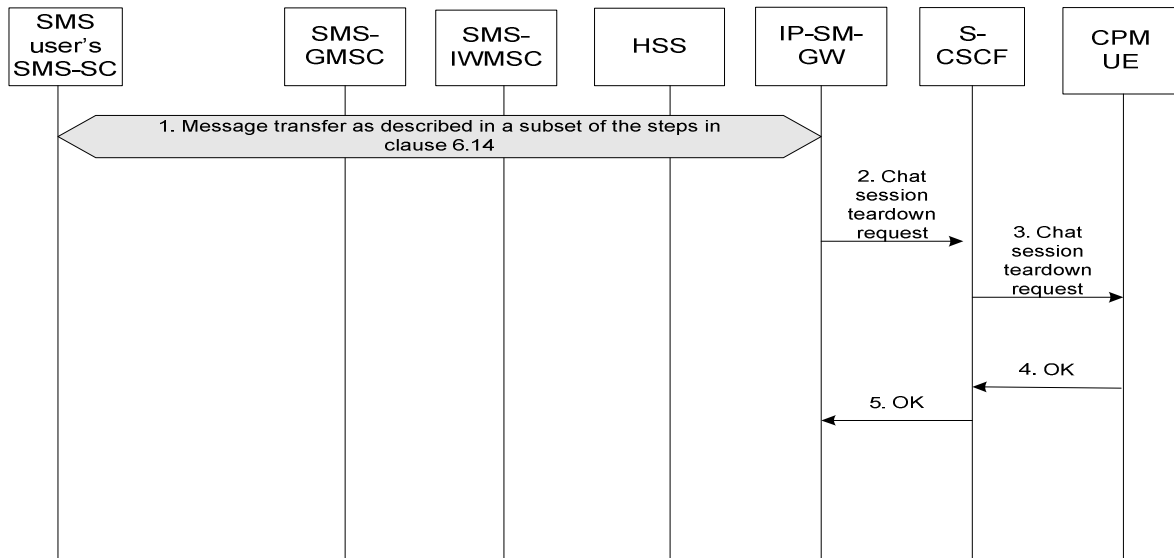 SMS
user's
SMS-SC
SMS-
GMSC
SMS-
IWMSC
HSS
IP-SM-
GW
S-
CSCF
CPM
UE
1. Message transfer as described in a subset of the steps in
clause 6.14
2. Chat
session
teardown
request
3. Chat
session
teardown
request
4. OK
5. OK